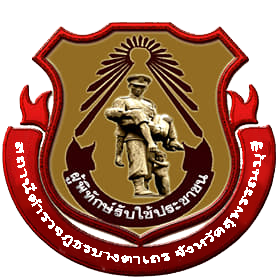 ผู้พิทักษ์รับใช้ประชาชน
สถานีตำรวจภูธรบางตาเถร จังหวัดสุพรรณบุรี